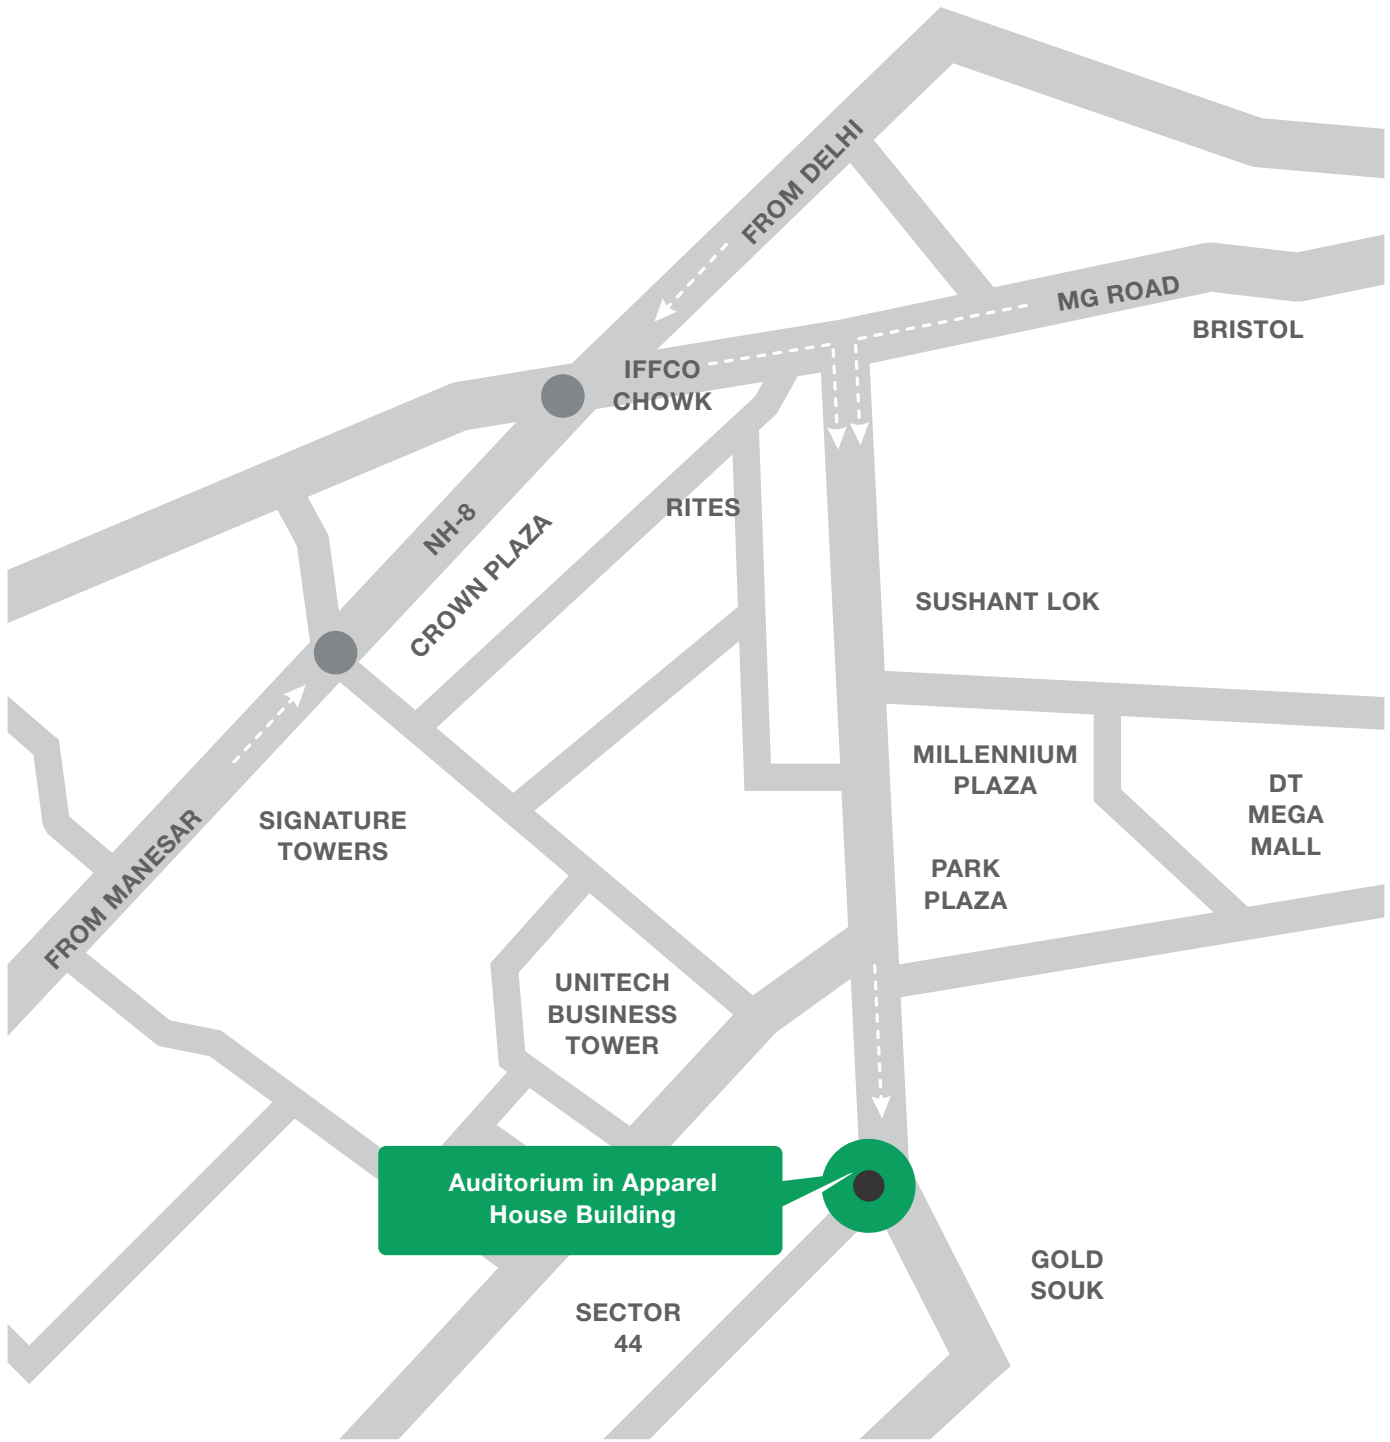 FROM DELHI
MG ROAD
BRISTOL
IFFCO
CHOWK
NH-8
CROWN PLAZA
RITES
SUSHANT LOK
MILLENNIUM
PLAZA
DT
MEGA
MALL
SIGNATURE
TOWERS
FROM MANESAR
PARK
PLAZA
UNITECH
BUSINESS
TOWER
Auditorium in Apparel
House Building
GOLD
SOUK
SECTOR
44